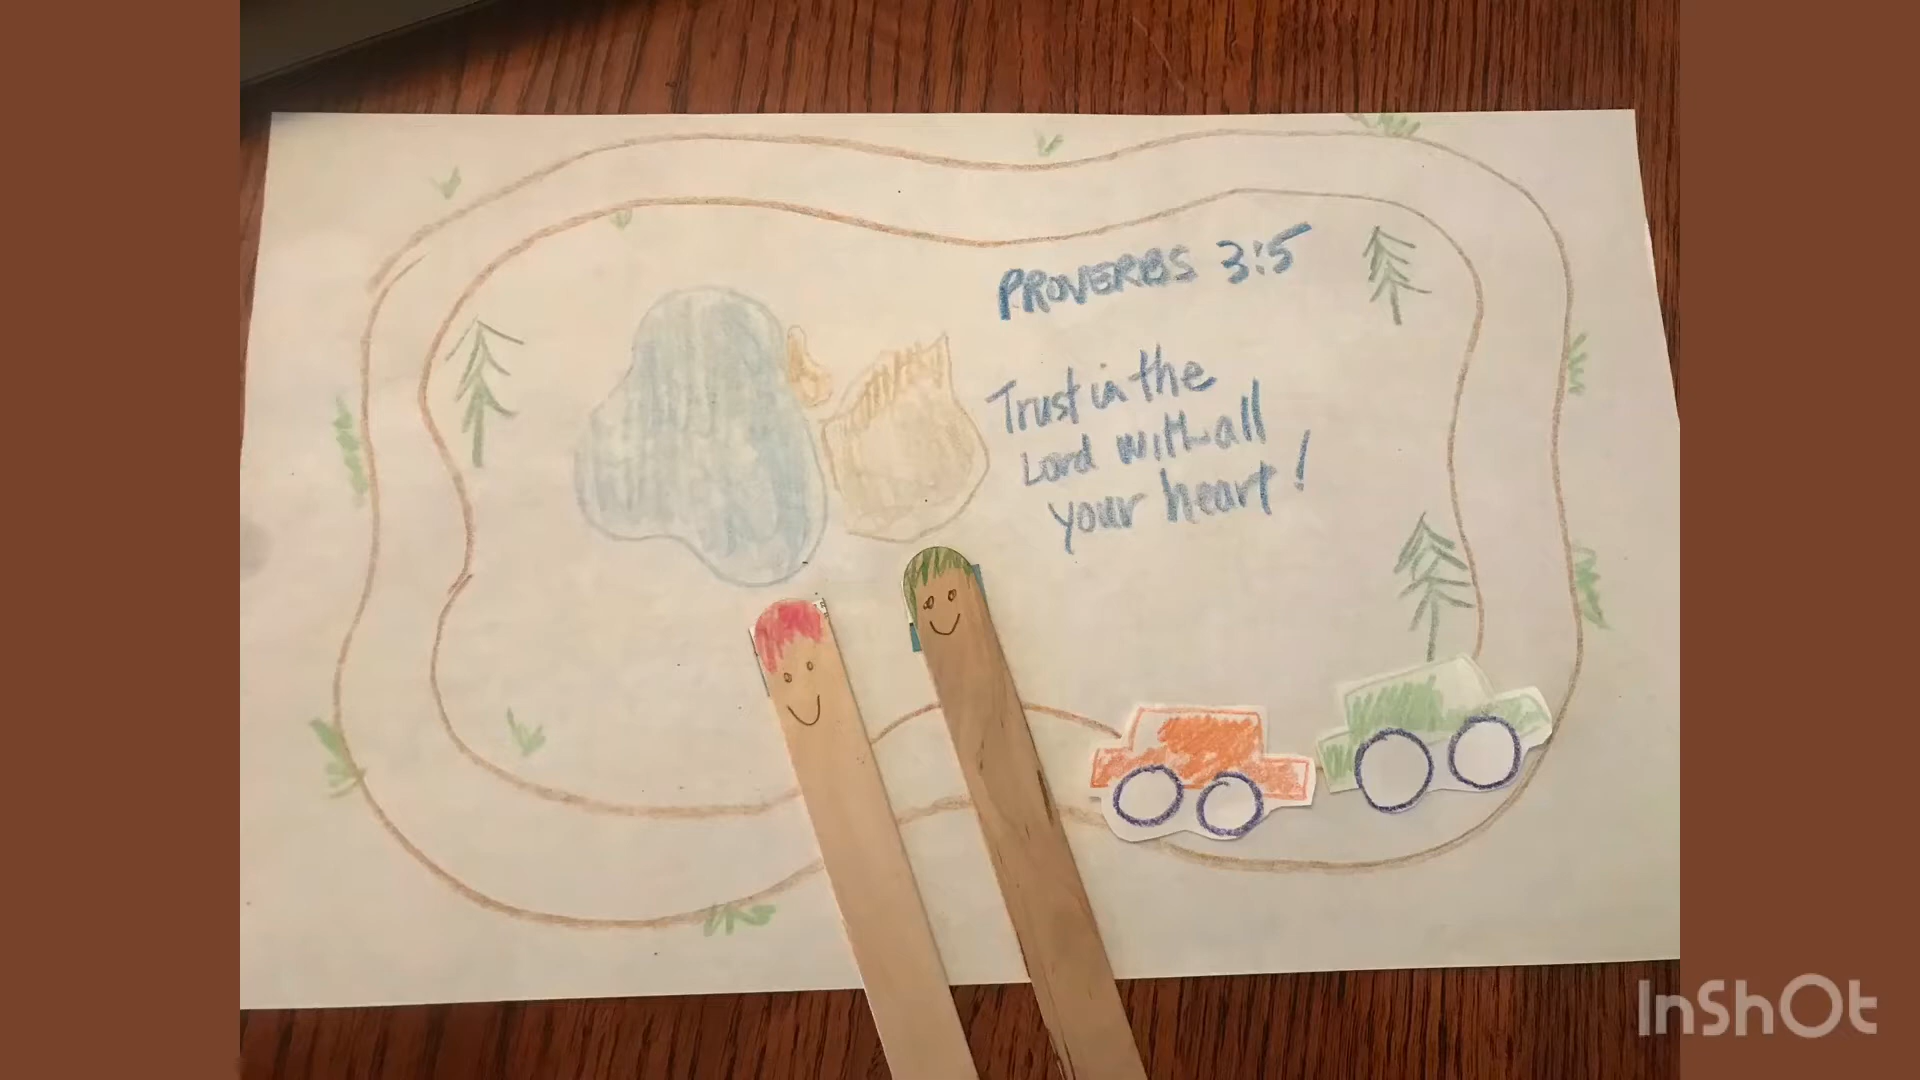 PROVERBS 3:5
Trust in the
Lord with all
your heart!
InShOt